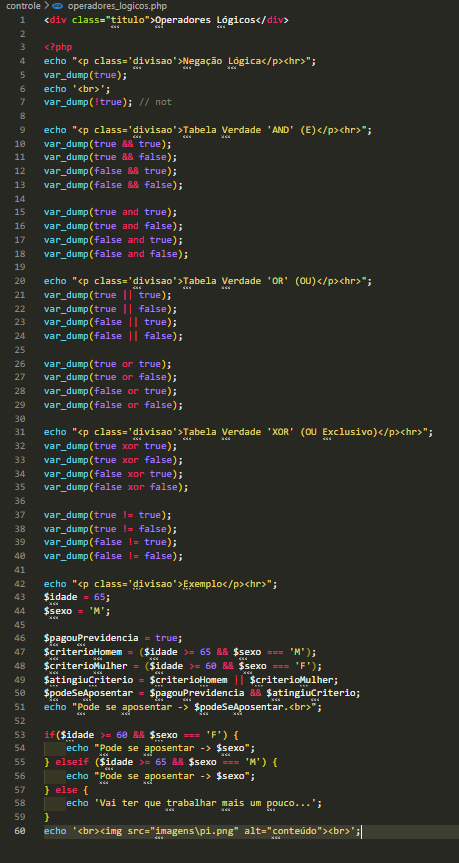 controle > operadores_logicos.php
1 <div class="titulo">Operadores Lógicos</div>
2
3 <?php
4 echo "<p class='divisao'>Negação Lógica</p><hr>";
5 var_dump(true);
6 echo '<br>';
7 var_dump(!true); // not
8
9 echo "<p class='divisao'>Tabela Verdade 'AND' (E)</p><hr>";
10 var_dump(true && true);
11 var_dump(true && false);
12 var_dump(false && true);
13 var_dump(false && false);
14
15 var_dump(true and true);
16 var_dump(true and false);
17 var_dump(false and true);
18 var_dump(false and false);
19
20 echo "<p class='divisao'>Tabela Verdade 'OR' (OU)</p><hr>";
21 var_dump(true || true);
22 var_dump(true || false);
23 var_dump(false || true);
24 var_dump(false || false);
25
26 var_dump(true or true);
27 var_dump(true or false);
28 var_dump(false or true);
29 var_dump(false or false);
30
31 echo "<p class='divisao'>Tabela Verdade 'XOR' (OU Exclusivo)</p><hr>";
32 var_dump(true xor true);
33 var_dump(true xor false);
34 var_dump(false xor true);
35 var_dump(false xor false);
36
37 var_dump(true != true);
38 var_dump(true != false);
39 var_dump(false != true);
40 var_dump(false != false);
41
42 echo "<p class='divisao'>Exemplo</p><hr>";
43 $idade = 65;
44 $sexo = 'M';
45
46 $pagouPrevidencia = true;
47 $criterioHomem = ($idade >= 65 && $sexo === 'M');
48 $criterioMulher = ($idade >= 60 && $sexo === 'F');
49 $atingiuCriterio = $criterioHomem || $criterioMulher;
50 $podeSeAposentar = $pagouPrevidencia && $atingiuCriterio;
51 echo "Pode se aposentar -> $podeSeAposentar.<br>";
52
53 if($idade >= 60 && $sexo === 'F') {
54 echo "Pode se aposentar -> $sexo";
55 } elseif ($idade >= 65 && $sexo === 'M') {
56 echo "Pode se aposentar -> $sexo";
57 } else {
58 echo 'Vai ter que trabalhar mais um pouco...';
59 }
60 echo '<br><img src="imagens\pi.png" alt="conteúdo"><br>';